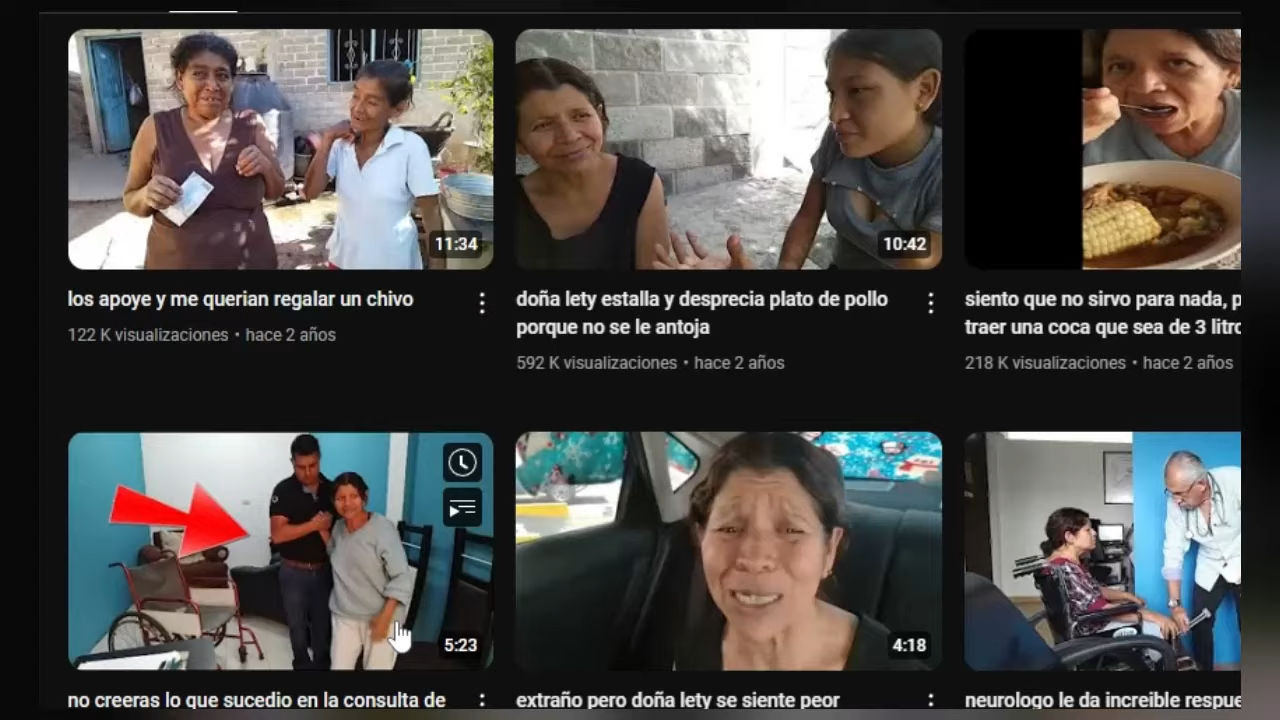 11:34
10:42
los apoye y me querian regalar un chivo
122 K visualizaciones • hace 2 años
doña lety estalla y desprecia plato de pollo
porque no se le antoja
592 K visualizaciones • hace 2 años
siento que no sirvo para nada, p
traer una coca que sea de 3 litro
218 K visualizaciones • hace 2 años
5:23
4:18
no creeras lo que sucedio en la consulta de
extraño pero doña lety se siente peor
neurologo le da increible respue